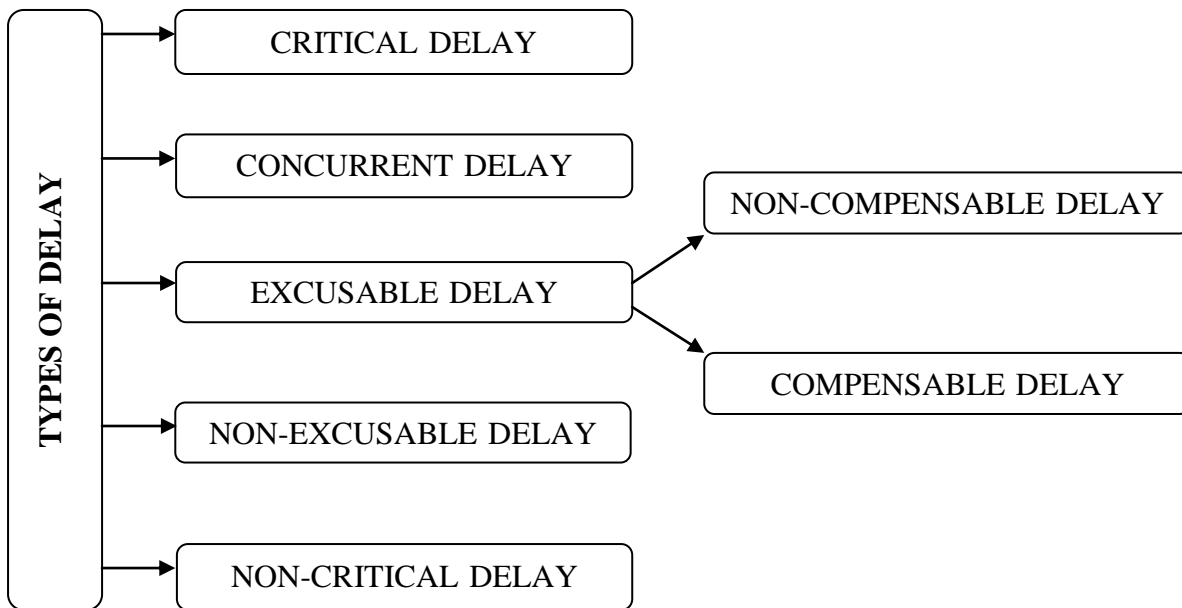 TYPES OF DELAY
CRITICAL DELAY
CONCURRENT DELAY
EXCUSABLE DELAY
NON-EXCUSABLE DELAY
NON-CRITICAL DELAY
NON-COMPENSABLE DELAY
COMPENSABLE DELAY